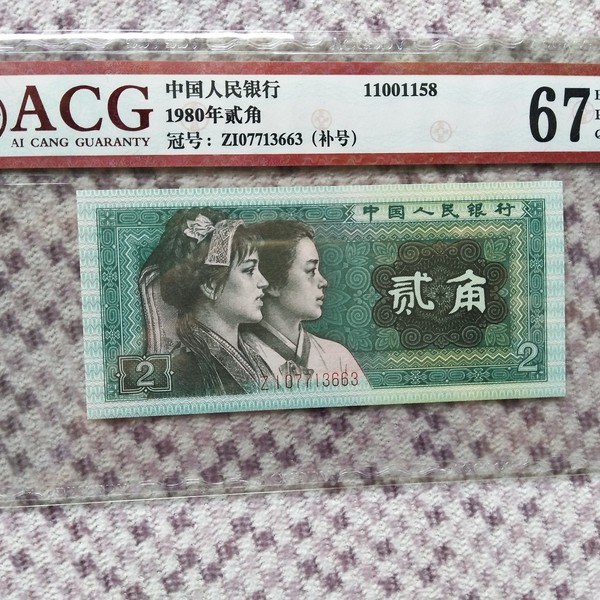 ACG
AI CANG GUARANTY
中国人民银行
1980年贰角
冠号：ZI07713663（补号）
11001158
67
中国人民银行
贰角
2
2
ZI07713663